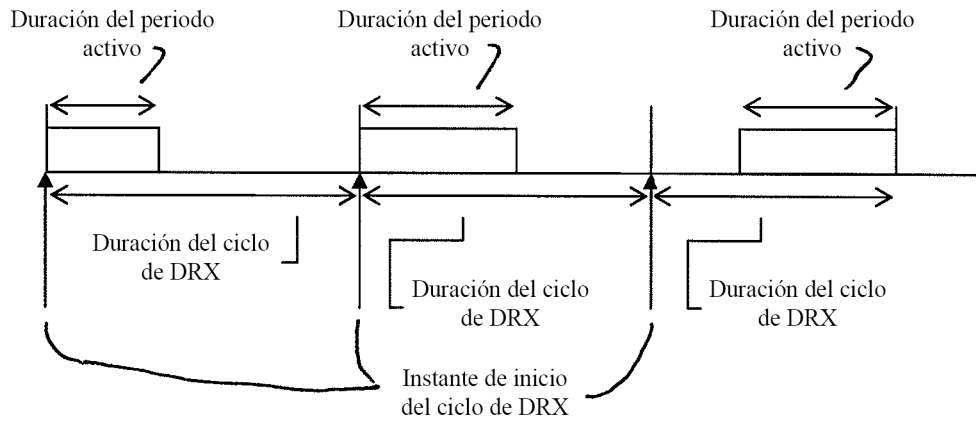 Duración del periodo
activo
Duración del periodo
activo
Duración del periodo
activo
Duración del ciclo
de DRX
Duración del ciclo
de DRX
Duración del ciclo
de DRX
Instante de inicio
del ciclo de DRX